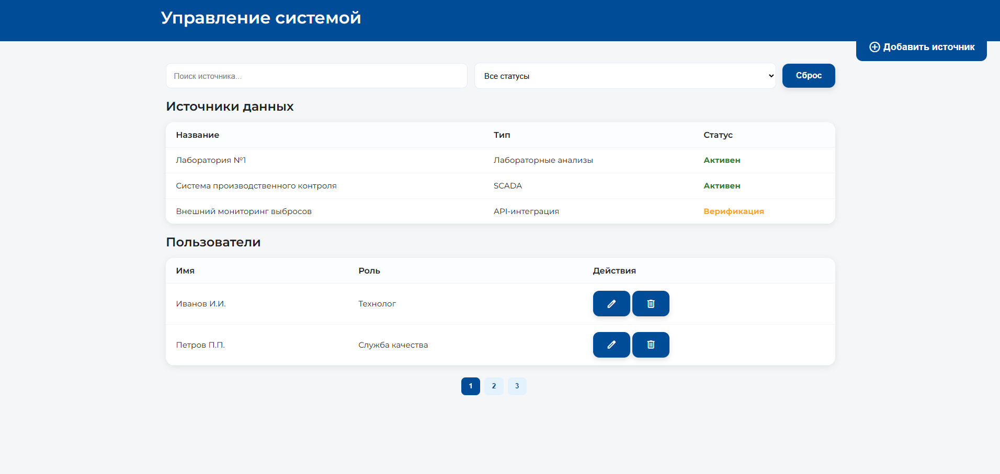 Управление системой
Добавить источник
Поиск источника...
Все статусы
Сброс
Источники данных
Название Тип Статус
Лаборатория №1 Лабораторные анализы Активен
Система производственного контроля SCADA Активен
Внешний мониторинг выбросов API-интеграция Верификация
Пользователи
Имя Роль Действия
Иванов И.И. Технолог
Петров П.П. Служба качества
1 2 3